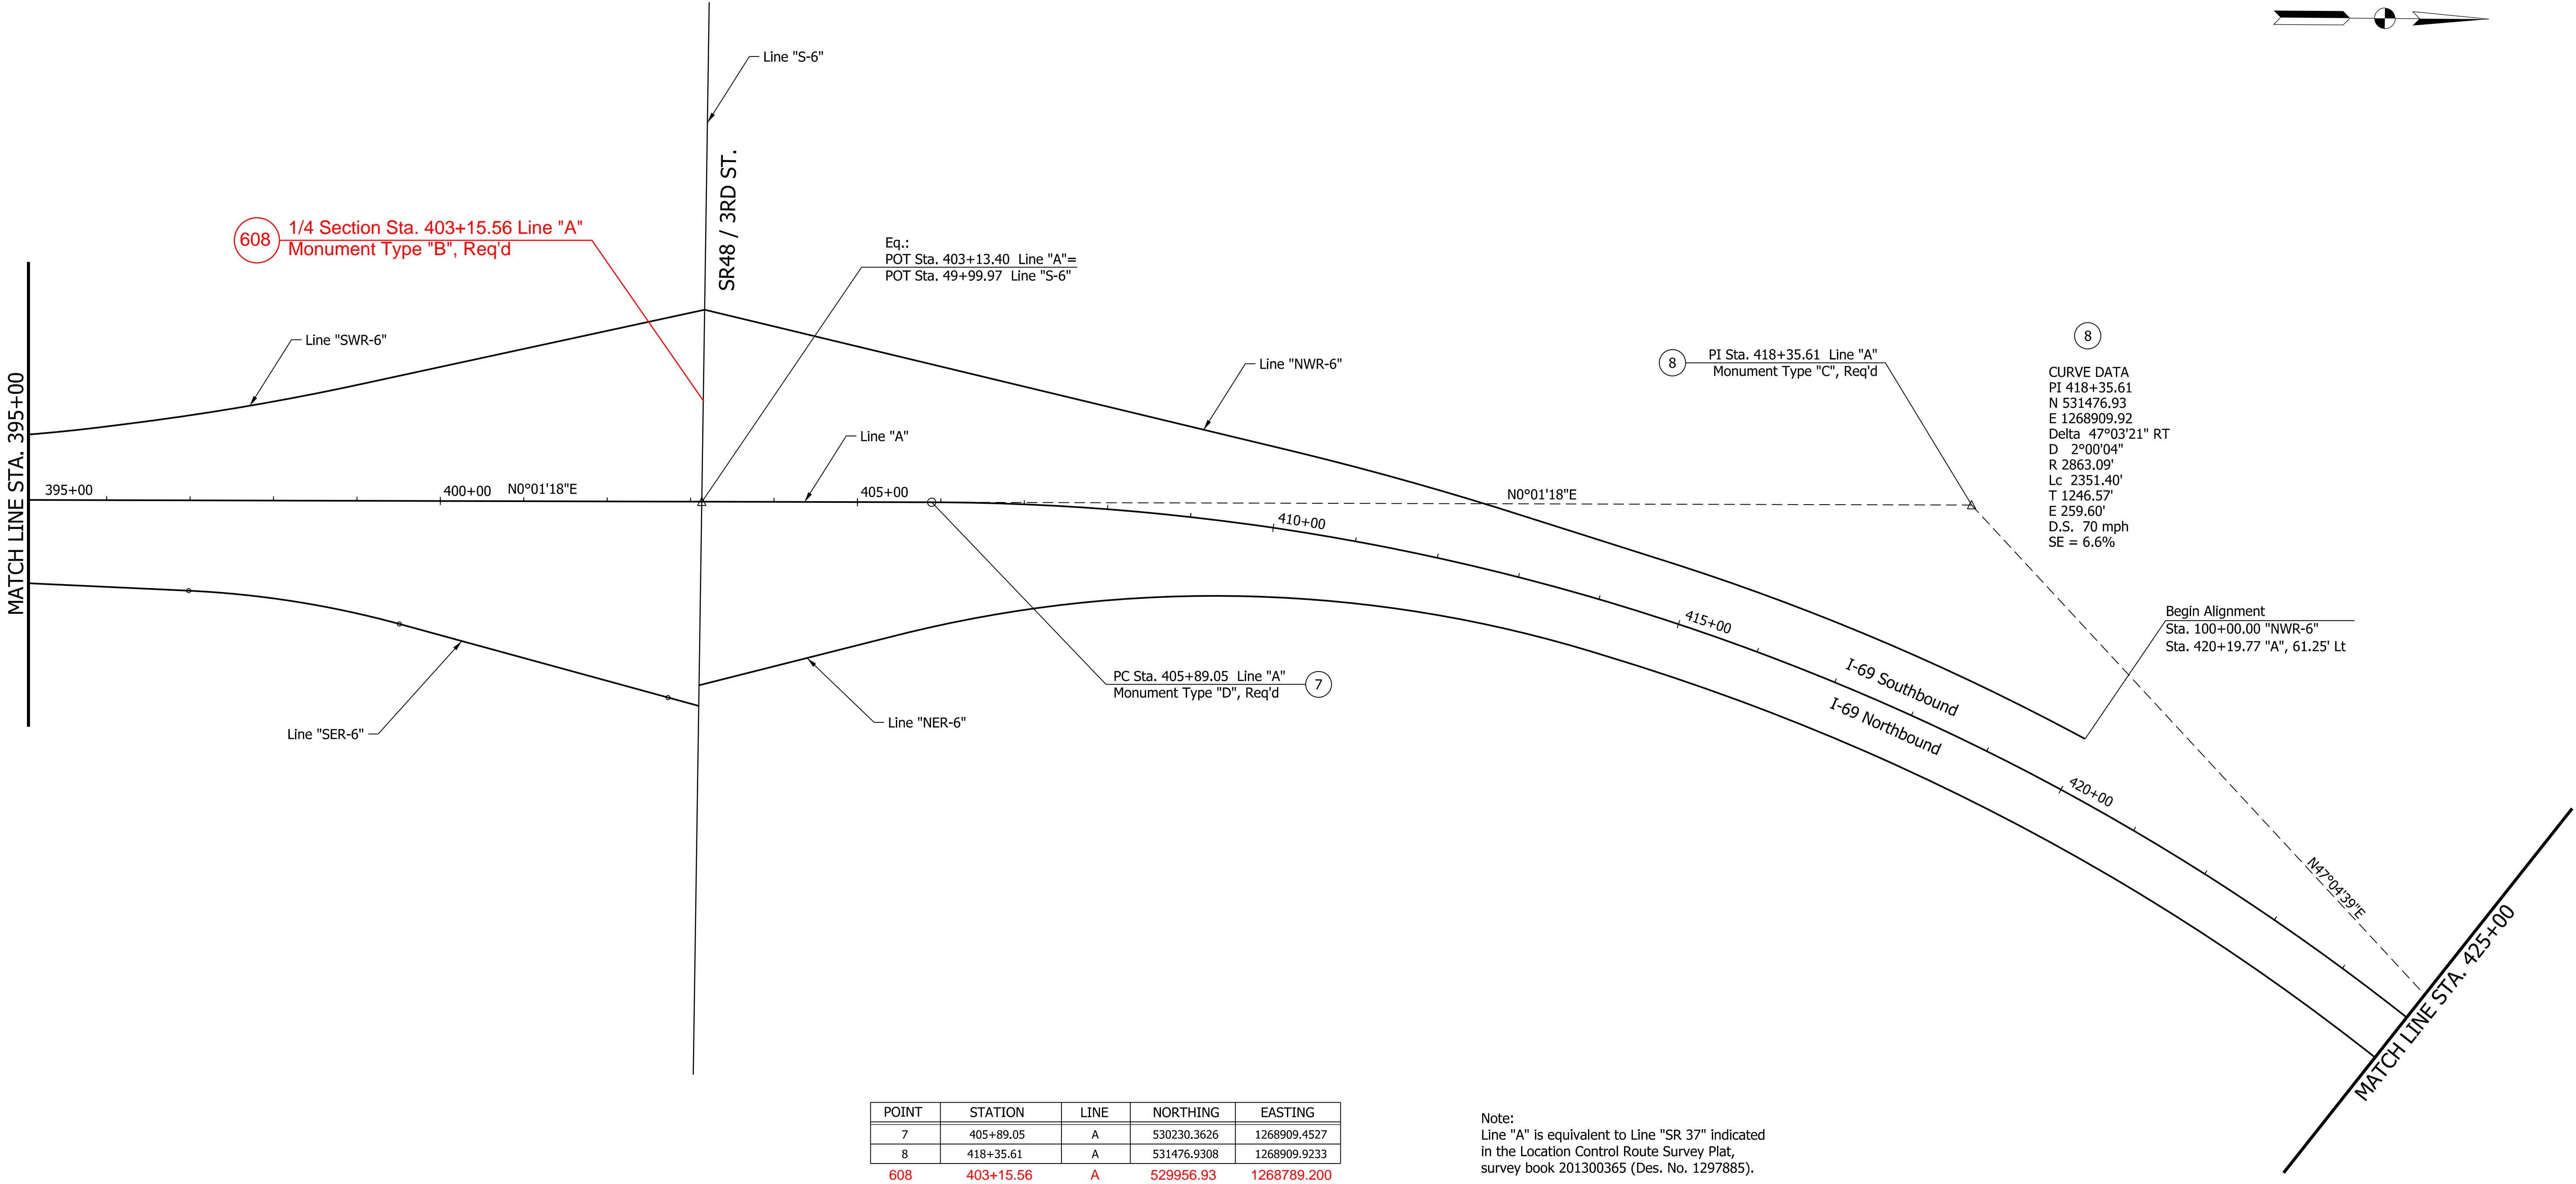 Line "S-6"
SR48 / 3RD ST.
608
1/4 Section Sta. 403+15.56 Line "A"
Monument Type "B", Req'd
Eq.:
POT Sta. 403+13.40 Line "A"=
POT Sta. 49+99.97 Line "S-6"
MATCH LINE STA. 395+00
Line "SWR-6"
Line "NWR-6"
8
PI Sta. 418+35.61 Line "A"
Monument Type "C", Req'd
8
CURVE DATA
PI 418+35.61
N 531476.93
E 1268909.92
Delta 47°03'21" RT
D 2°00'04"
R 2863.09'
Lc 2351.40'
T 1246.57'
E 259.60'
D.S. 70 mph
SE = 6.6%
Line "A"
395+00
400+00
N0°01'18"E
405+00
N0°01'18"E
410+00
415+00
420+00
I-69 Southbound
I-69 Northbound
Begin Alignment
Sta. 100+00.00 "NWR-6"
Sta. 420+19.77 "A", 61.25' Lt
PC Sta. 405+89.05 Line "A"
Monument Type "D", Req'd
7
Line "SER-6"
Line "NER-6"
N47°04'39"E
MATCH LINE STA. 425+00
POINT STATION LINE NORTHING EASTING
7 405+89.05 A 530230.3626 1268909.4527
8 418+35.61 A 531476.9308 1268909.9233
608 403+15.56 A 529956.93 1268789.200
Note:
Line "A" is equivalent to Line "SR 37" indicated
in the Location Control Route Survey Plat,
survey book 201300365 (Des. No. 1297885).